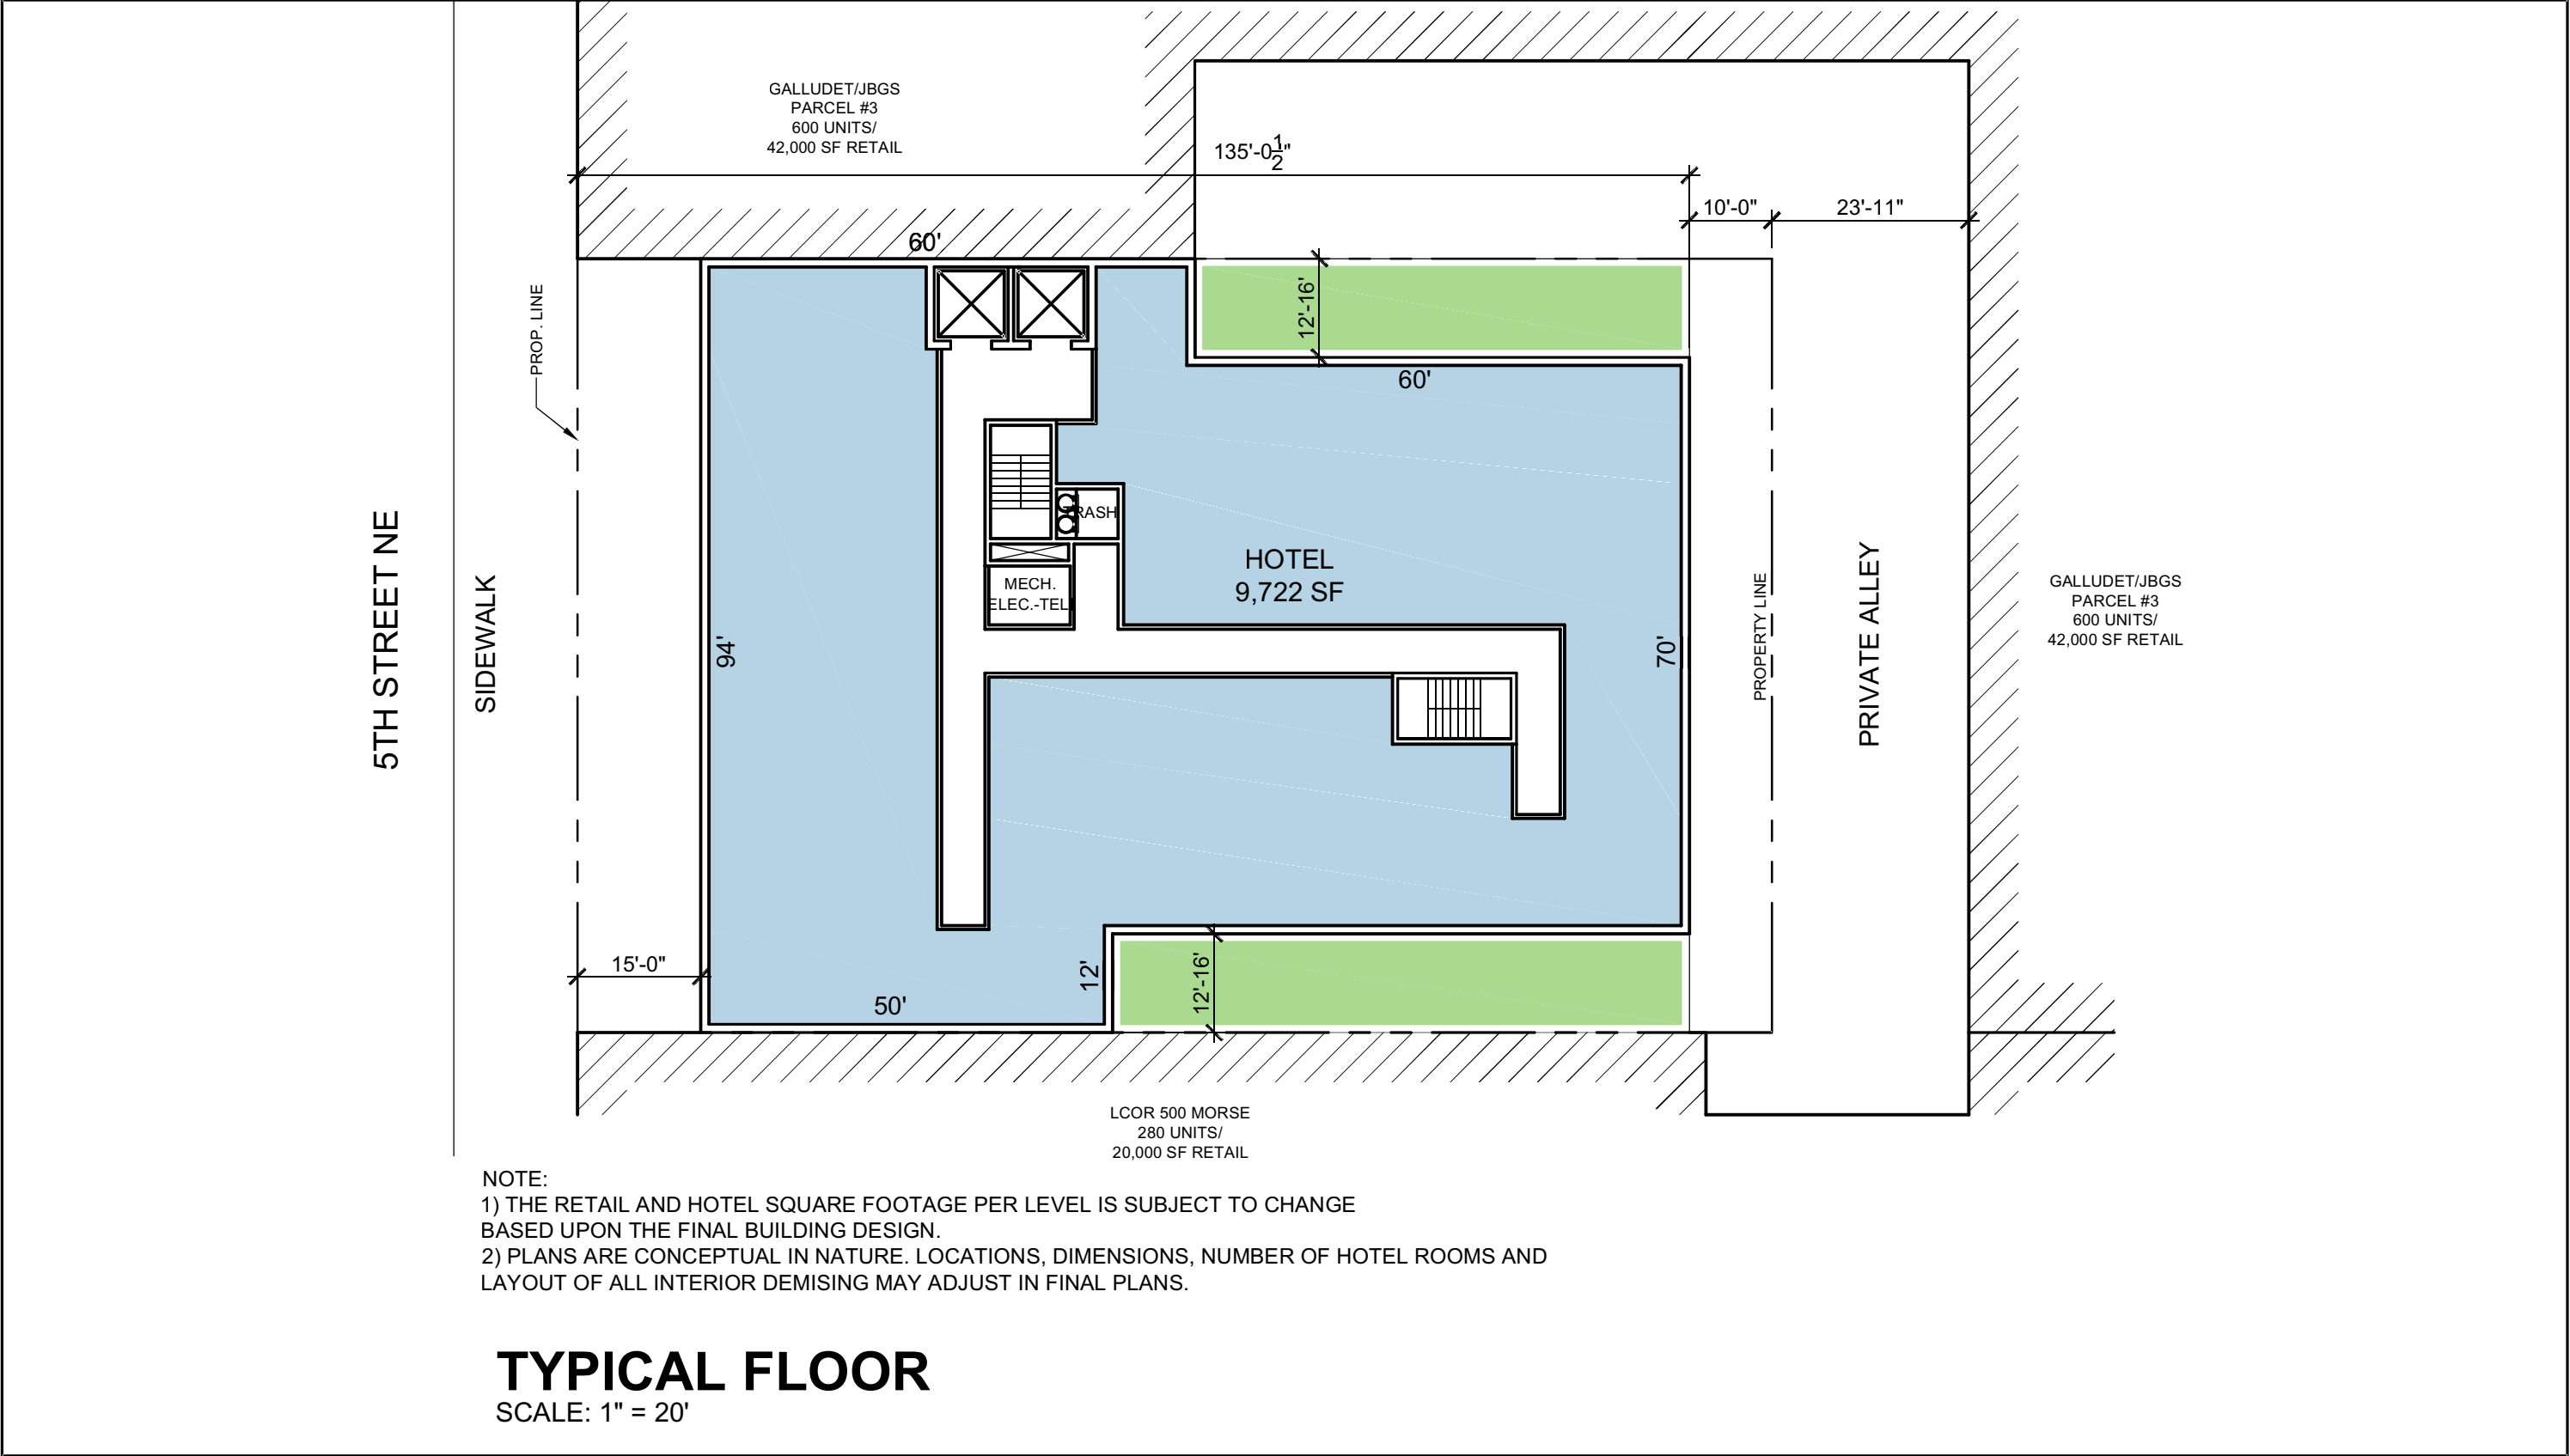 GALLUDET/JBGS
PARCEL #3
600 UNITS/
42,000 SF RETAIL
135'-0 1/2"
10'-0"
23'-11"
60'
PROP. LINE
12'-16'
60'
TRASH
HOTEL
9,722 SF
MECH.
ELEC.-TEL
5TH STREET NE
SIDEWALK
94'
70'
PROPERTY LINE
PRIVATE ALLEY
GALLUDET/JBGS
PARCEL #3
600 UNITS/
42,000 SF RETAIL
15'-0"
50'
12'
12'-16'
LCOR 500 MORSE
280 UNITS/
20,000 SF RETAIL
NOTE:
1) THE RETAIL AND HOTEL SQUARE FOOTAGE PER LEVEL IS SUBJECT TO CHANGE
BASED UPON THE FINAL BUILDING DESIGN.
2) PLANS ARE CONCEPTUAL IN NATURE. LOCATIONS, DIMENSIONS, NUMBER OF HOTEL ROOMS AND
LAYOUT OF ALL INTERIOR DEMISING MAY ADJUST IN FINAL PLANS.
TYPICAL FLOOR
SCALE: 1" = 20'